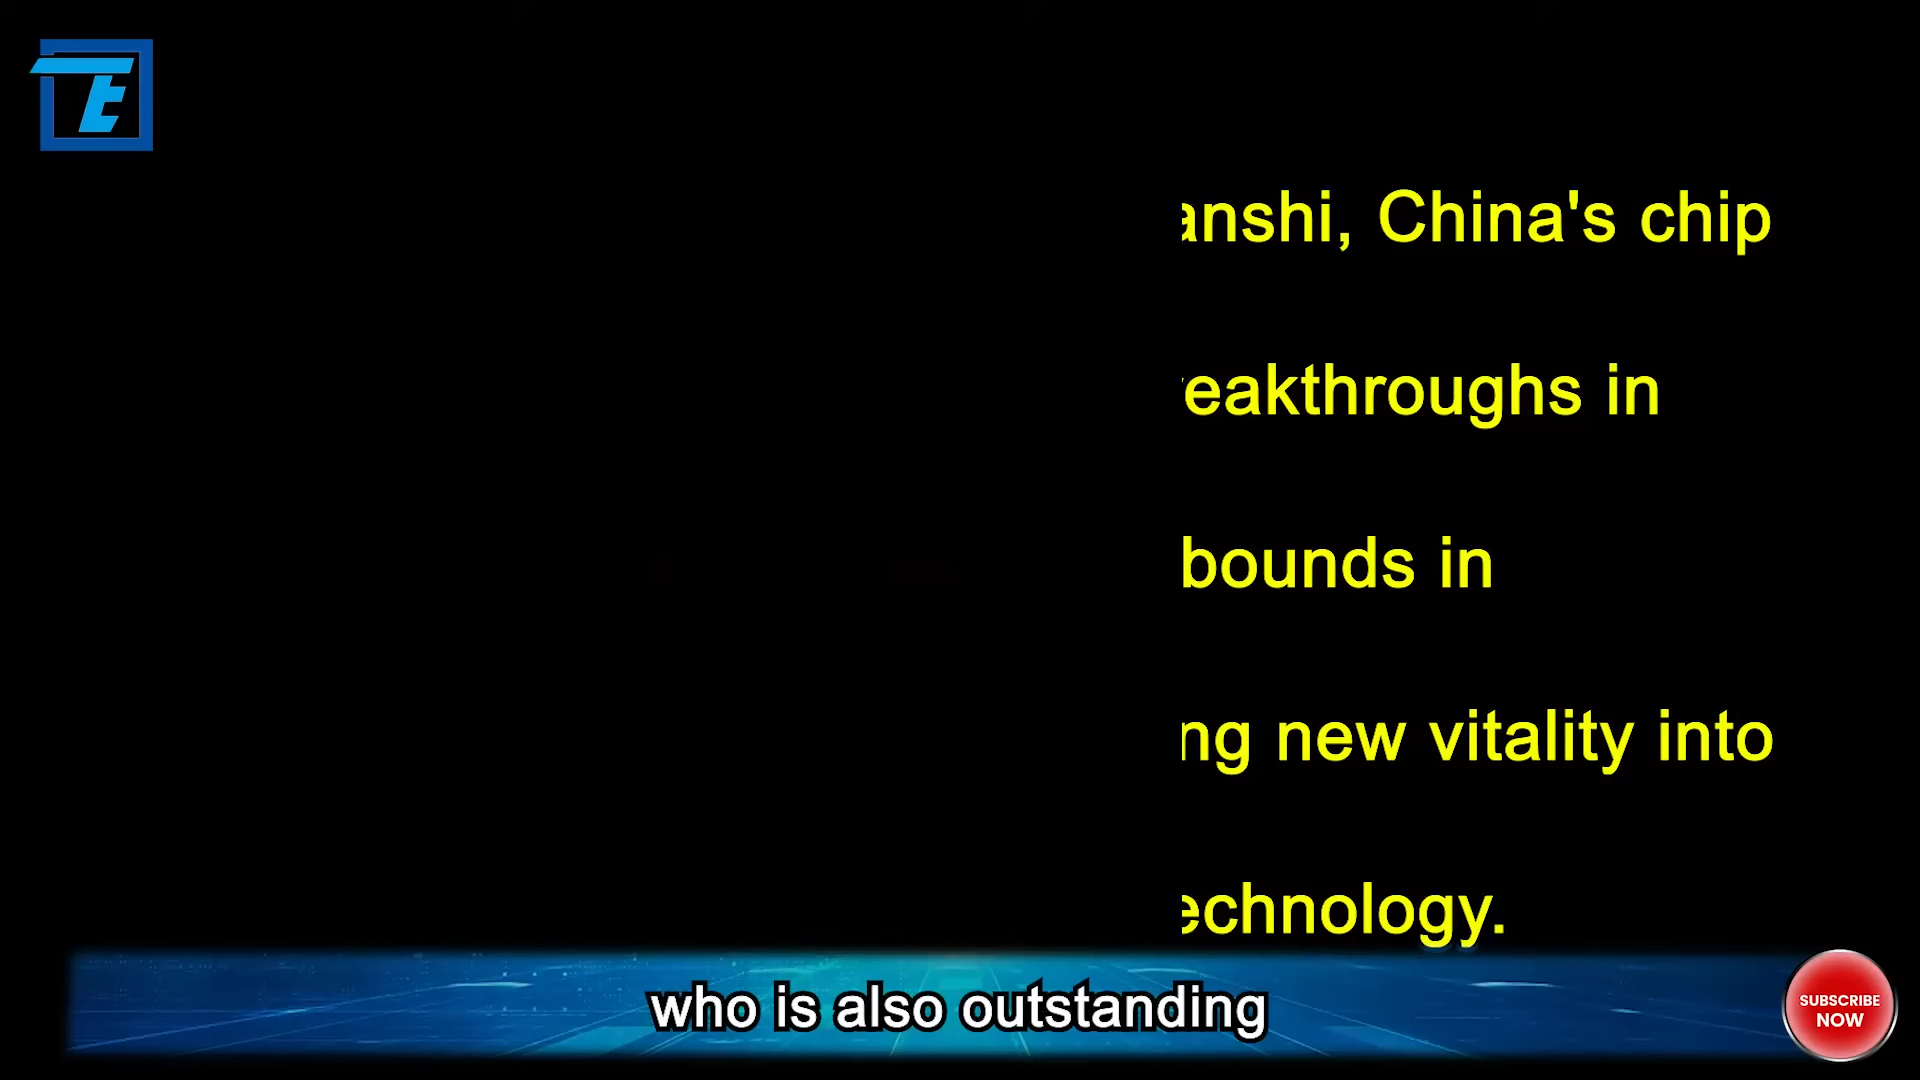 anshi, China's chip
eakthroughs in
bounds in
ng new vitality into
echnology.
who is also outstanding
SUBSCRIBE
NOW